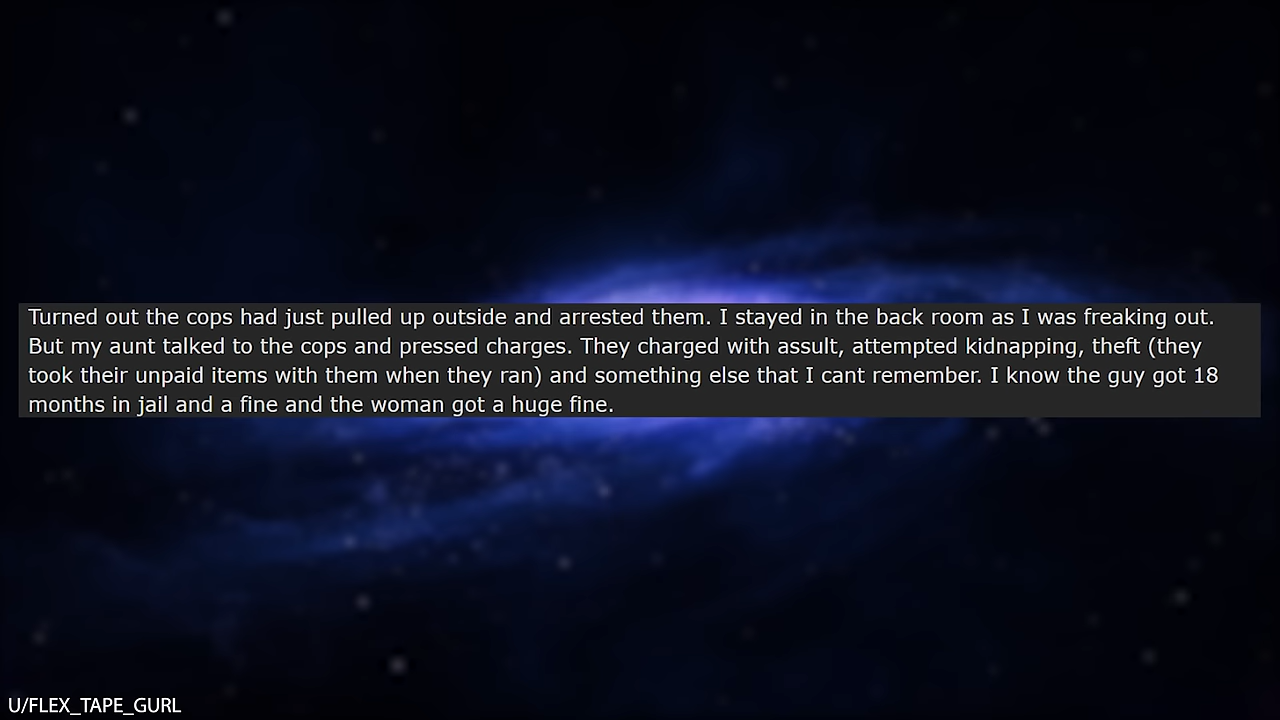 Turned out the cops had just pulled up outside and arrested them. I stayed in the back room as I was freaking out.
But my aunt talked to the cops and pressed charges. They charged with assult, attempted kidnapping, theft (they
took their unpaid items with them when they ran) and something else that I cant remember. I know the guy got 18
months in jail and a fine and the woman got a huge fine.
U/FLEX_TAPE_GURL